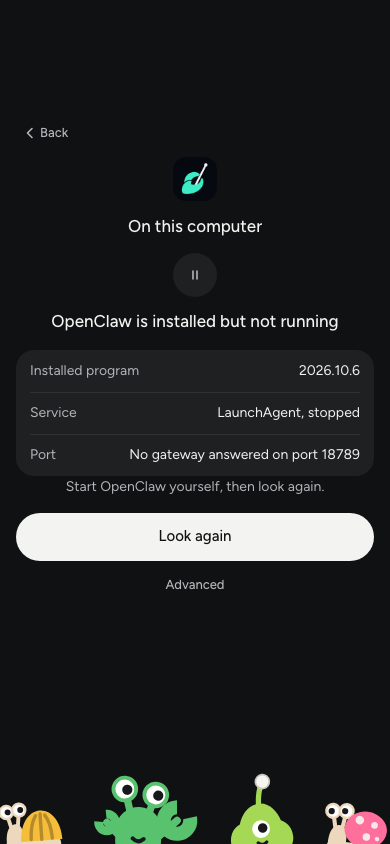 Back
On this computer
OpenClaw is installed but not running
Installed program 2026.10.6
Service LaunchAgent, stopped
Port No gateway answered on port 18789
Start OpenClaw yourself, then look again.
Look again
Advanced